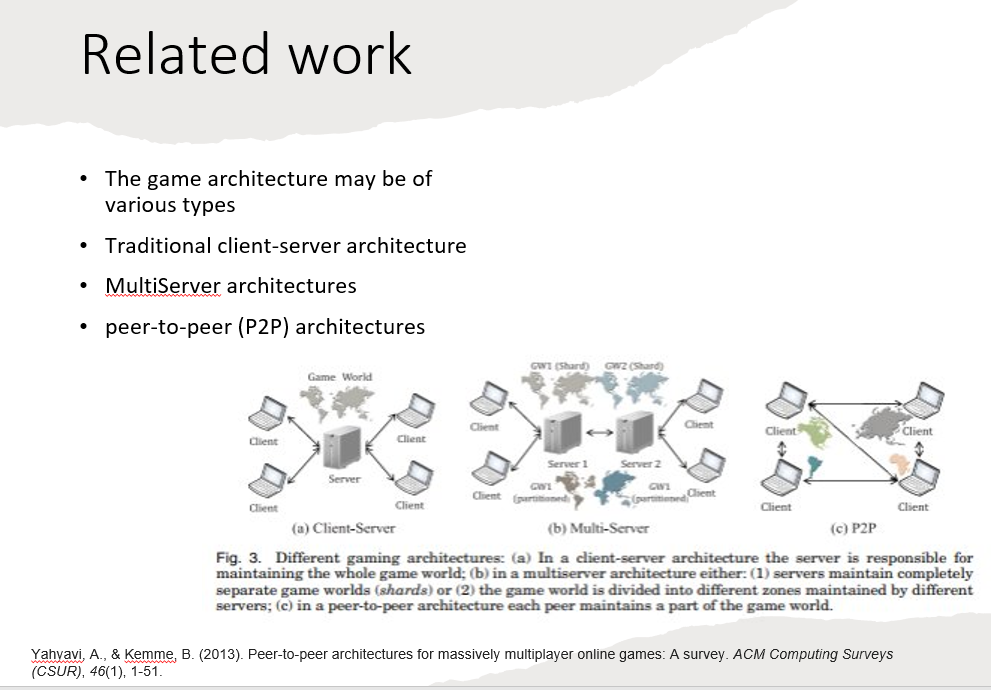 Related work
• The game architecture may be of
various types
• Traditional client-server architecture
• MultiServer architectures
• peer-to-peer (P2P) architectures
Game World
Client
Client
Server
Client
Client
(a) Client-Server
GW1 (Shard) GW2 (Shard)
Client
Client
Server 1 Server 2
Client
GW1
(partitioned)
GW1
(partitioned)
Client
(b) Multi-Server
Client
Client
Client
Client
(c) P2P
Fig. 3. Different gaming architectures: (a) In a client-server architecture the server is responsible for
maintaining the whole game world; (b) in a multiserver architecture either: (1) servers maintain completely
separate game worlds (shards) or (2) the game world is divided into different zones maintained by different
servers; (c) in a peer-to-peer architecture each peer maintains a part of the game world.
Yahyavi, A., & Kemme, B. (2013). Peer-to-peer architectures for massively multiplayer online games: A survey. ACM Computing Surveys
(CSUR), 46(1), 1-51.